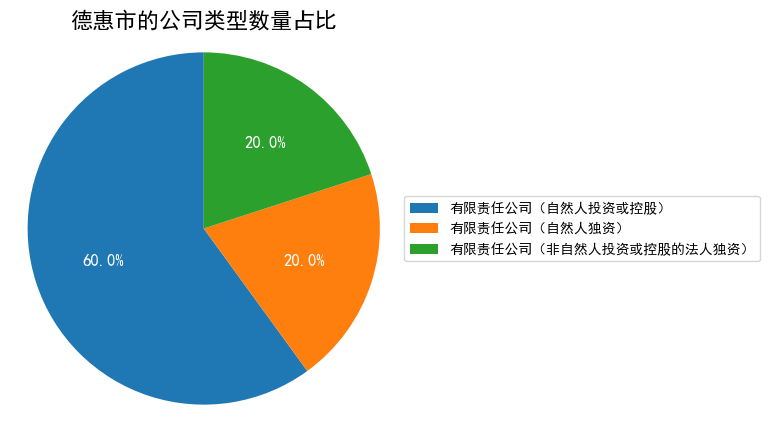 德惠市的公司类型数量占比
20.0%
60.0%
20.0%
有限责任公司（自然人投资或控股）
有限责任公司（自然人独资）
有限责任公司（非自然人投资或控股的法人独资）